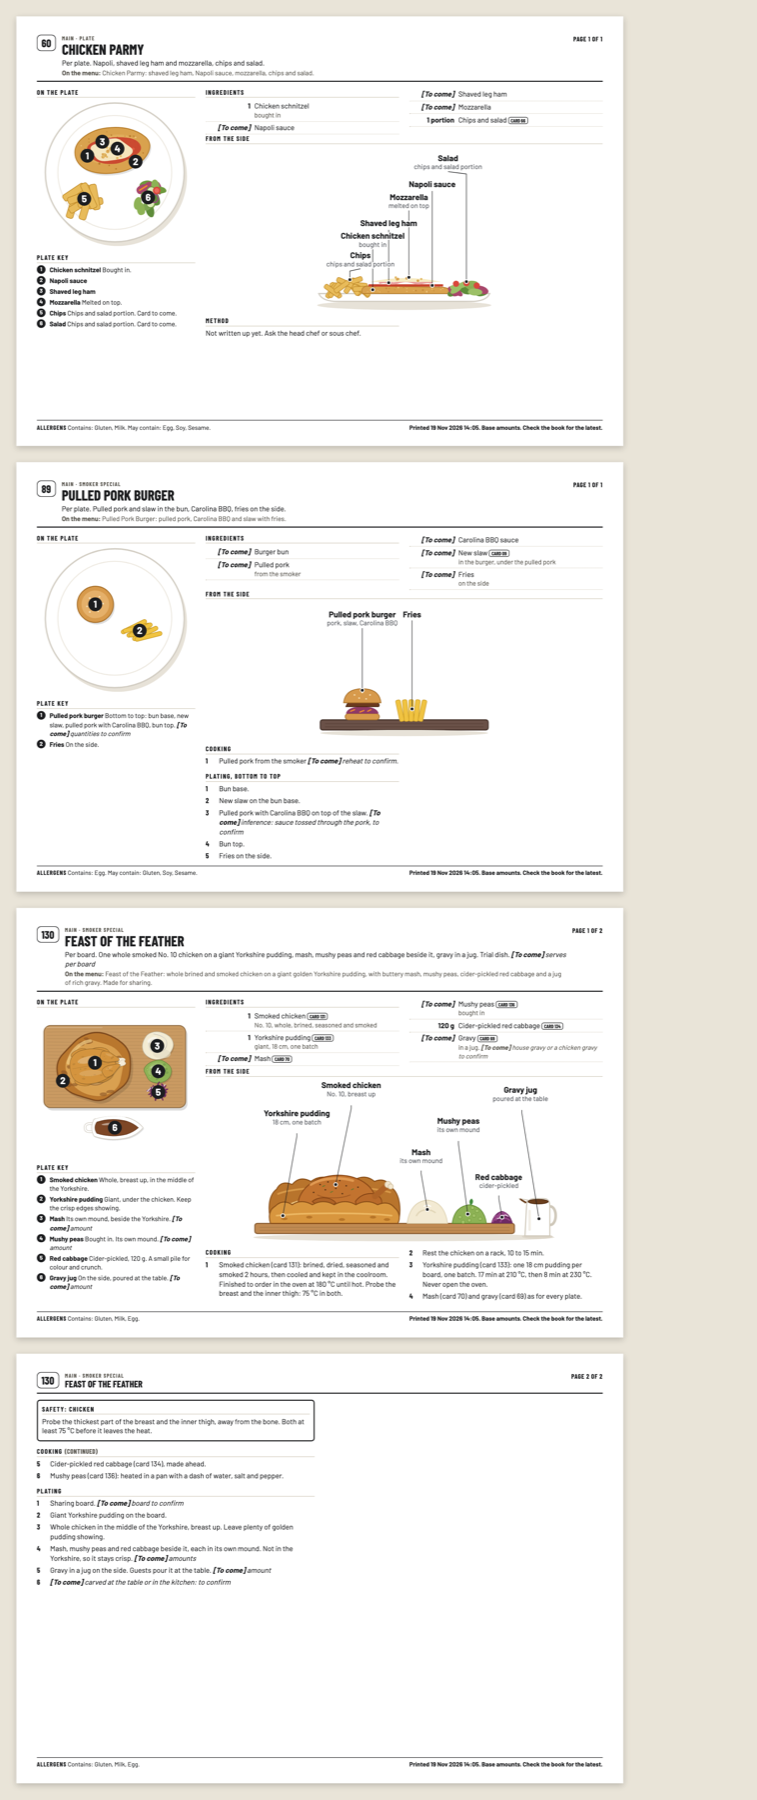 60
MAIN · PLATE
CHICKEN PARMY
PAGE 1 OF 1
Per plate. Napoli, shaved leg ham and mozzarella, chips and salad.
On the menu: Chicken Parmy: shaved leg ham, Napoli sauce, mozzarella, chips and salad.
ON THE PLATE
1
2
3
4
5
6
PLATE KEY
1 Chicken schnitzel Bought in.
2 Napoli sauce
3 Shaved leg ham
4 Mozzarella Melted on top.
5 Chips Chips and salad portion. Card to come.
6 Salad Chips and salad portion. Card to come.
INGREDIENTS
1 Chicken schnitzel
bought in
[To come] Napoli sauce
[To come] Shaved leg ham
[To come] Mozzarella
1 portion Chips and salad
FROM THE SIDE
Salad
chips and salad portion
Napoli sauce
Mozzarella
melted on top
Shaved leg ham
Chicken schnitzel
bought in
Chips
chips and salad portion
METHOD
Not written up yet. Ask the head chef or sous chef.
ALLERGENS Contains: Gluten, Milk. May contain: Egg, Soy, Sesame.
Printed 19 Nov 2026 14:05. Base amounts. Check the book for the latest.
89
MAIN · SMOKER SPECIAL
PULLED PORK BURGER
PAGE 1 OF 1
Per plate. Pulled pork and slaw in the bun, Carolina BBQ, fries on the side.
On the menu: Pulled Pork Burger: pulled pork, Carolina BBQ and slaw with fries.
ON THE PLATE
1
2
PLATE KEY
1 Pulled pork burger Bottom to top: bun base, new
slaw, pulled pork with Carolina BBQ, bun top. [To
come] quantities to confirm
2 Fries On the side.
INGREDIENTS
[To come] Burger bun
[To come] Pulled pork
from the smoker
[To come] Carolina BBQ sauce
[To come] New slaw
in the burger, under the pulled pork
[To come] Fries
on the side
FROM THE SIDE
Pulled pork burger
pork, slaw, Carolina BBQ
Fries
COOKING
1 Pulled pork from the smoker [To come] reheat to confirm.
PLATING, BOTTOM TO TOP
1 Bun base.
2 New slaw on the bun base.
3 Pulled pork with Carolina BBQ on top of the slaw. [To
come] inference: sauce tossed through the pork, to
confirm
4 Bun top.
5 Fries on the side.
ALLERGENS Contains: Egg. May contain: Gluten, Soy, Sesame.
Printed 19 Nov 2026 14:05. Base amounts. Check the book for the latest.
130
MAIN · SMOKER SPECIAL
FEAST OF THE FEATHER
PAGE 1 OF 2
Per board. One whole smoked No. 10 chicken on a giant Yorkshire pudding, mash, mushy peas and red cabbage beside it, gravy in a jug. Trial dish. [To come] serves
per board
On the menu: Feast of the Feather: whole brined and smoked chicken on a giant golden Yorkshire pudding, with buttery mash, mushy peas, cider-pickled red cabbage and a jug
of rich gravy. Made for sharing.
ON THE PLATE
1
2
3
4
5
6
PLATE KEY
1 Smoked chicken Whole, breast up, in the middle of
the Yorkshire.
2 Yorkshire pudding Giant, under the chicken. Keep
the crisp edges showing.
3 Mash Its own mound, beside the Yorkshire. [To
come] amount
4 Mushy peas Bought in. Its own mound. [To come]
amount
5 Red cabbage Cider-pickled, 120 g. A small pile for
colour and crunch.
6 Gravy jug On the side, poured at the table. [To
come] amount
INGREDIENTS
1 Smoked chicken CARD 131
No. 10, whole, brined, seasoned and smoked
1 Yorkshire pudding CARD 133
giant, 18 cm, one batch
[To come] Mash CARD 70
[To come] Mushy peas CARD 136
bought in
120 g Cider-pickled red cabbage CARD 134
[To come] Gravy CARD 69
in a jug, [To come] house gravy or a chicken gravy
to confirm
FROM THE SIDE
Smoked chicken
No. 10, breast up
Gravy jug
poured at the table
Yorkshire pudding
18 cm, one batch
Mushy peas
its own mound
Mash
its own mound
Red cabbage
cider-pickled
COOKING
1 Smoked chicken (card 131): brined, dried, seasoned and
smoked 2 hours, then cooled and kept in the coolroom.
Finished to order in the oven at 180 °C until hot. Probe the
breast and the inner thigh: 75 °C in both.
2 Rest the chicken on a rack, 10 to 15 min.
3 Yorkshire pudding (card 133): one 18 cm pudding per
board, one batch. 17 min at 210 °C, then 8 min at 230 °C.
Never open the oven.
4 Mash (card 70) and gravy (card 69) as for every plate.
ALLERGENS Contains: Gluten, Milk, Egg.
Printed 19 Nov 2026 14:05. Base amounts. Check the book for the latest.
130
MAIN · SMOKER SPECIAL
FEAST OF THE FEATHER
PAGE 2 OF 2
SAFETY: CHICKEN
Probe the thickest part of the breast and the inner thigh, away from the bone. Both at
least 75 °C before it leaves the heat.
COOKING (CONTINUED)
5 Cider-pickled red cabbage (card 134), made ahead.
6 Mushy peas (card 136): heated in a pan with a dash of water, salt and pepper.
PLATING
1 Sharing board. [To come] board to confirm
2 Giant Yorkshire pudding on the board.
3 Whole chicken in the middle of the Yorkshire, breast up. Leave plenty of golden
pudding showing.
4 Mash, mushy peas and red cabbage beside it, each in its own mound. Not in the
Yorkshire, so it stays crisp. [To come] amounts
5 Gravy in a jug on the side. Guests pour it at the table. [To come] amount
6 [To come] carved at the table or in the kitchen: to confirm
ALLERGENS Contains: Gluten, Milk, Egg.
Printed 19 Nov 2026 14:05. Base amounts. Check the book for the latest.